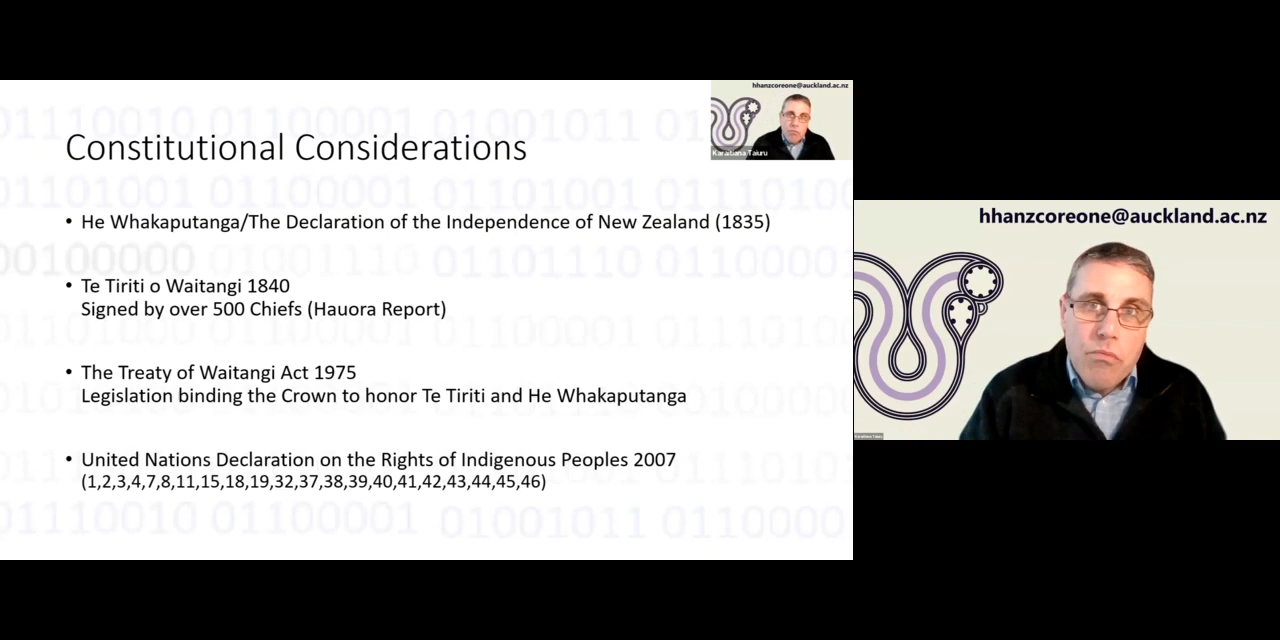 hhanzcoreone@auckland.ac.nz
Karaitiana Taiuru
Constitutional Considerations
• He Whakaputanga/The Declaration of the Independence of New Zealand (1835)
• Te Tiriti o Waitangi 1840
Signed by over 500 Chiefs (Hauora Report)
• The Treaty of Waitangi Act 1975
Legislation binding the Crown to honor Te Tiriti and He Whakaputanga
• United Nations Declaration on the Rights of Indigenous Peoples 2007
(1,2,3,4,7,8,11,15,18,19,32,37,38,39,40,41,42,43,44,45,46)
hhanzcoreone@auckland.ac.nz
Karaitiana Taiuru